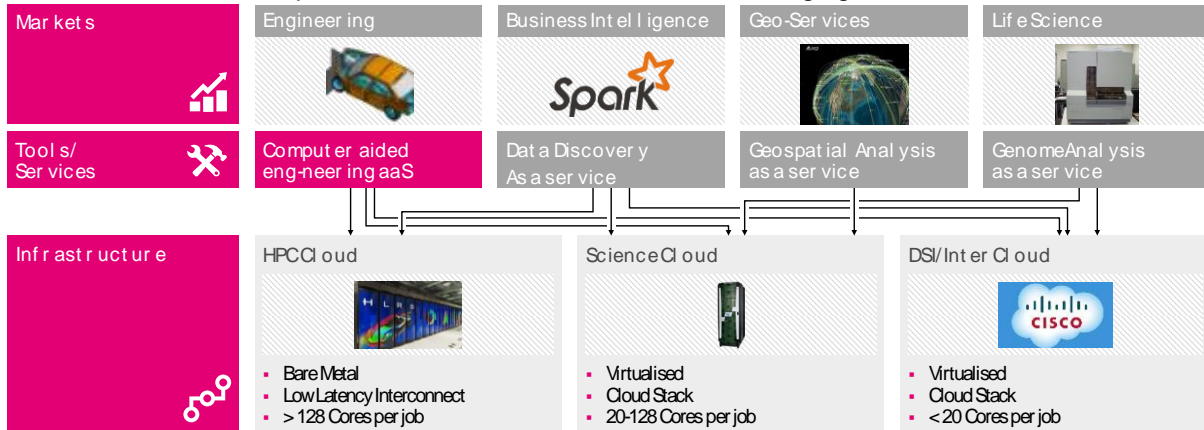 Markets
Engineering
Business Intelligence
Geo-Services
Life Science
Spark
Tools/
Services
Computer aided
eng-neering aaS
Data Discovery
As a service
Geospatial Analysis
as a service
Genome Analysis
as a service
Infrastructure
HPC Cloud
Science Cloud
DSI/Inter Cloud
H L R S
CISCO
▪ Bare Metal
▪ Low Latency Interconnect
▪ > 128 Cores per job
▪ Virtualised
▪ Cloud Stack
▪ 20-128 Cores per job
▪ Virtualised
▪ Cloud Stack
▪ < 20 Cores per job